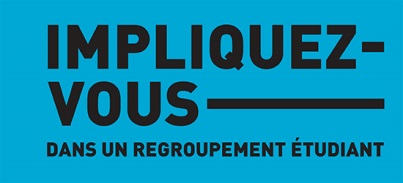 IMPLIQUEZ-
VOUS
DANS UN REGROUPEMENT ÉTUDIANT